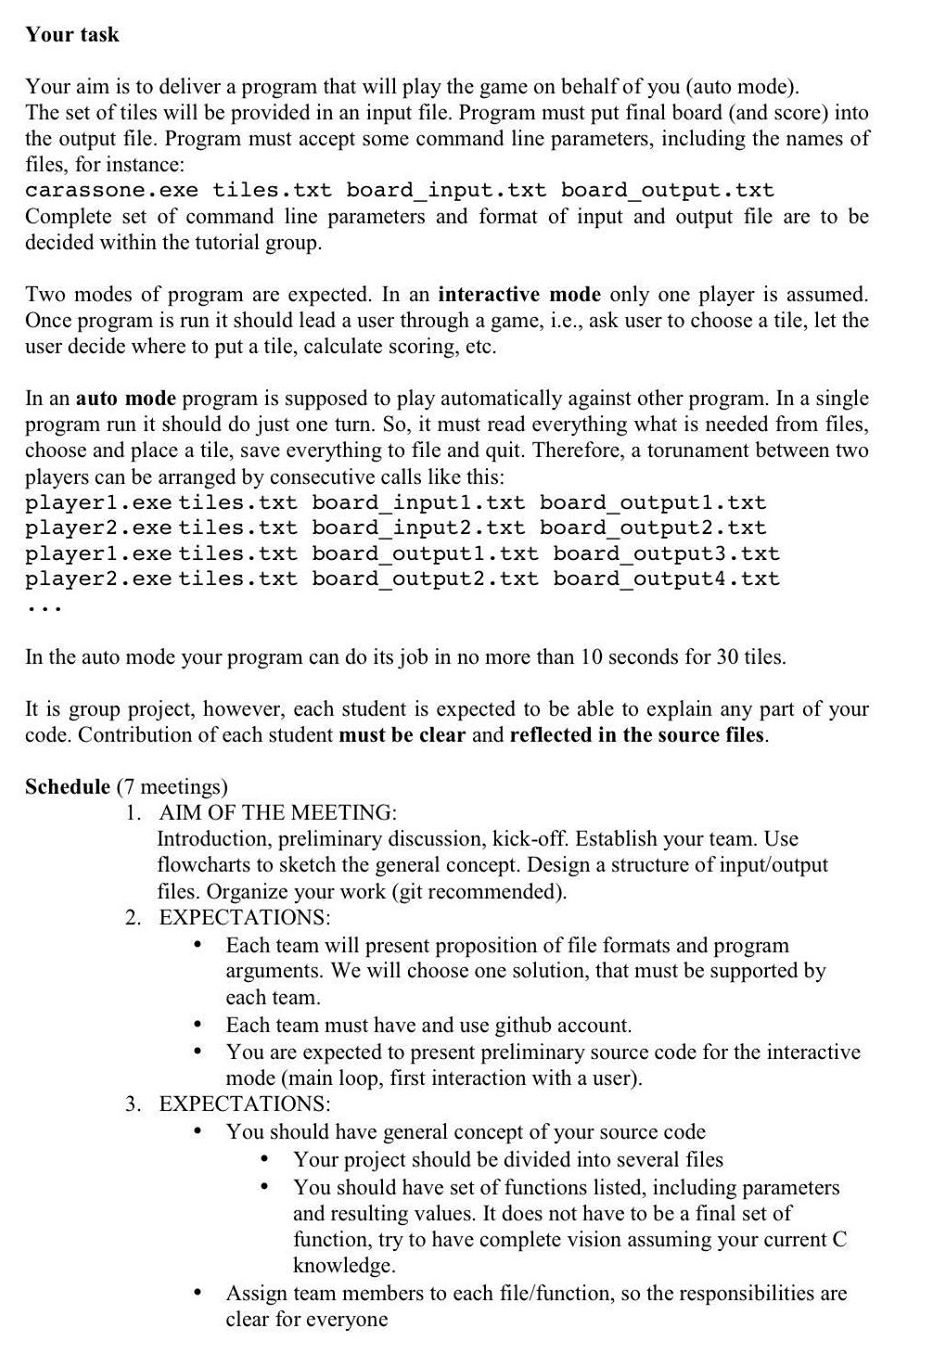 Your task
Your aim is to deliver a program that will play the game on behalf of you (auto mode).
The set of tiles will be provided in an input file. Program must put final board (and score) into
the output file. Program must accept some command line parameters, including the names of
files, for instance:
carassone.exe tiles.txt board_input.txt board_output.txt
Complete set of command line parameters and format of input and output file are to be
decided within the tutorial group.
Two modes of program are expected. In an interactive mode only one player is assumed.
Once program is run it should lead a user through a game, i.e., ask user to choose a tile, let the
user decide where to put a tile, calculate scoring, etc.
In an auto mode program is supposed to play automatically against other program. In a single
program run it should do just one turn. So, it must read everything what is needed from files,
choose and place a tile, save everything to file and quit. Therefore, a torunament between two
players can be arranged by consecutive calls like this:
player1.exe tiles.txt board_input1.txt board_output1.txt
player2.exe tiles.txt board_input2.txt board_output2.txt
player1.exe tiles.txt board_output1.txt board_output3.txt
player2.exe tiles.txt board_output2.txt board_output4.txt
...
In the auto mode your program can do its job in no more than 10 seconds for 30 tiles.
It is group project, however, each student is expected to be able to explain any part of your
code. Contribution of each student must be clear and reflected in the source files.
Schedule (7 meetings)
1. AIM OF THE MEETING:
Introduction, preliminary discussion, kick-off. Establish your team. Use
flowcharts to sketch the general concept. Design a structure of input/output
files. Organize your work (git recommended).
2. EXPECTATIONS:
• Each team will present proposition of file formats and program
arguments. We will choose one solution, that must be supported by
each team.
• Each team must have and use github account.
• You are expected to present preliminary source code for the interactive
mode (main loop, first interaction with a user).
3. EXPECTATIONS:
• You should have general concept of your source code
• Your project should be divided into several files
• You should have set of functions listed, including parameters
and resulting values. It does not have to be a final set of
function, try to have complete vision assuming your current C
knowledge.
• Assign team members to each file/function, so the responsibilities are
clear for everyone